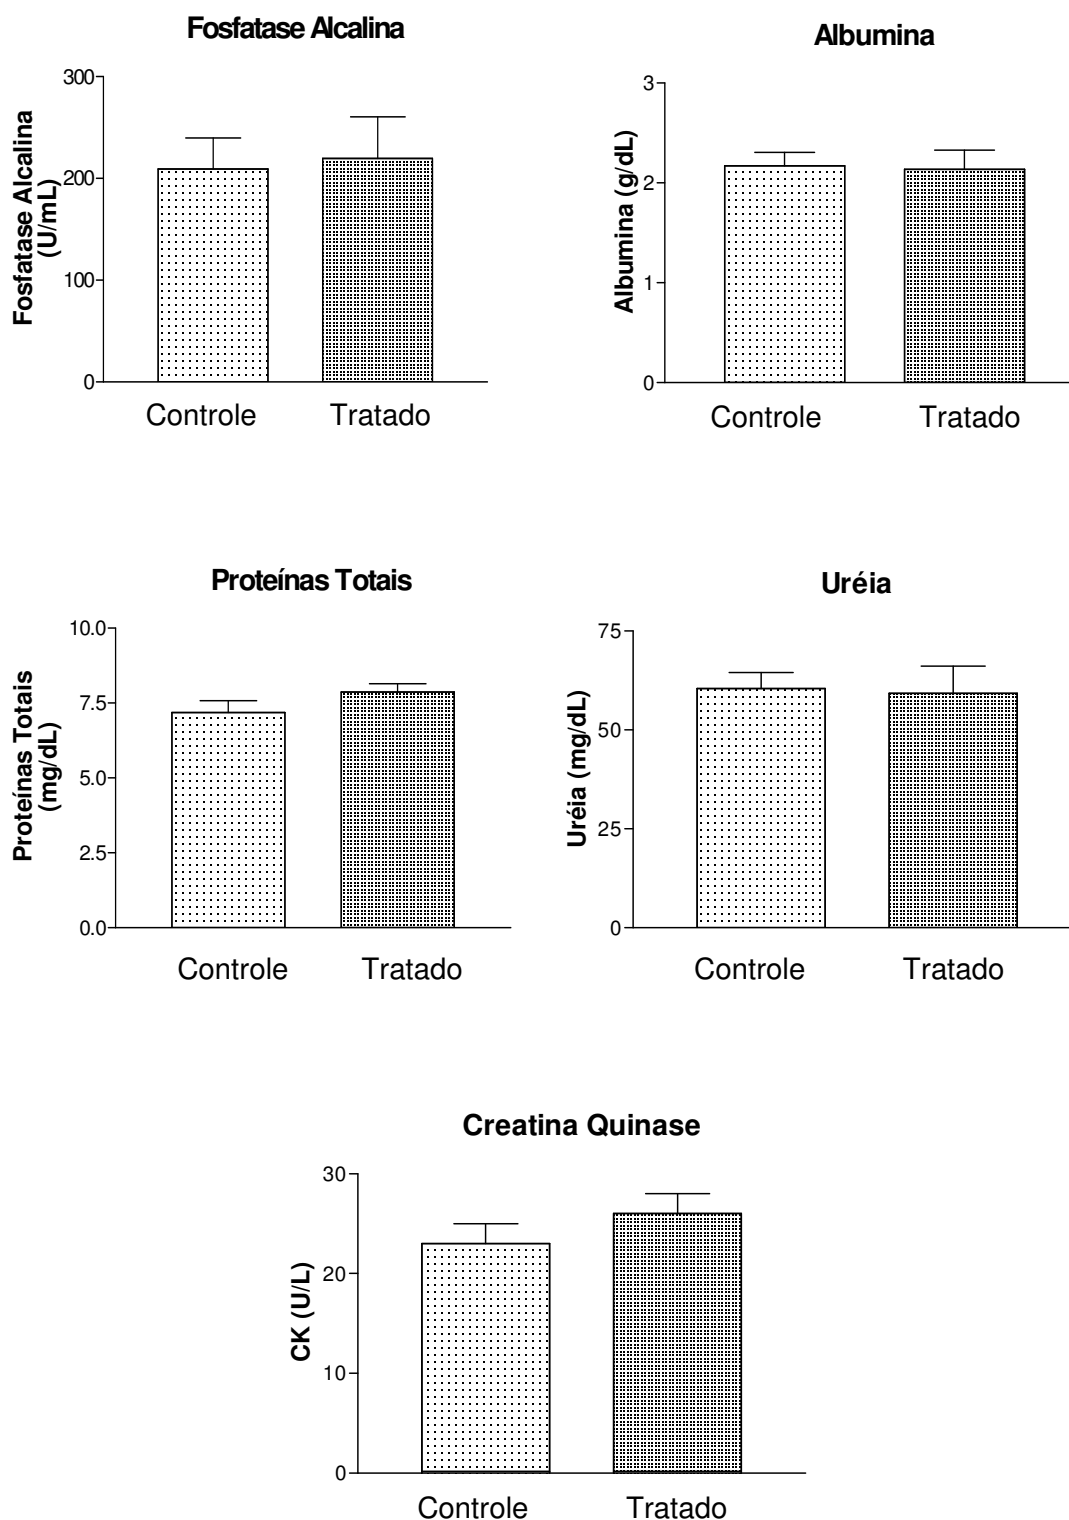 Fosfatase Alcalina
Fosfatase Alcalina
(U/mL)
300
200
100
0
Controle Tratado
Albumina
Albumina (g/dL)
3
2
1
0
Controle Tratado
Proteínas Totais
Proteínas Totais
(mg/dL)
10.0
7.5
5.0
2.5
0.0
Controle Tratado
Uréia
Uréia (mg/dL)
75
50
25
0
Controle Tratado
Creatina Quinase
CK (U/L)
30
20
10
0
Controle Tratado